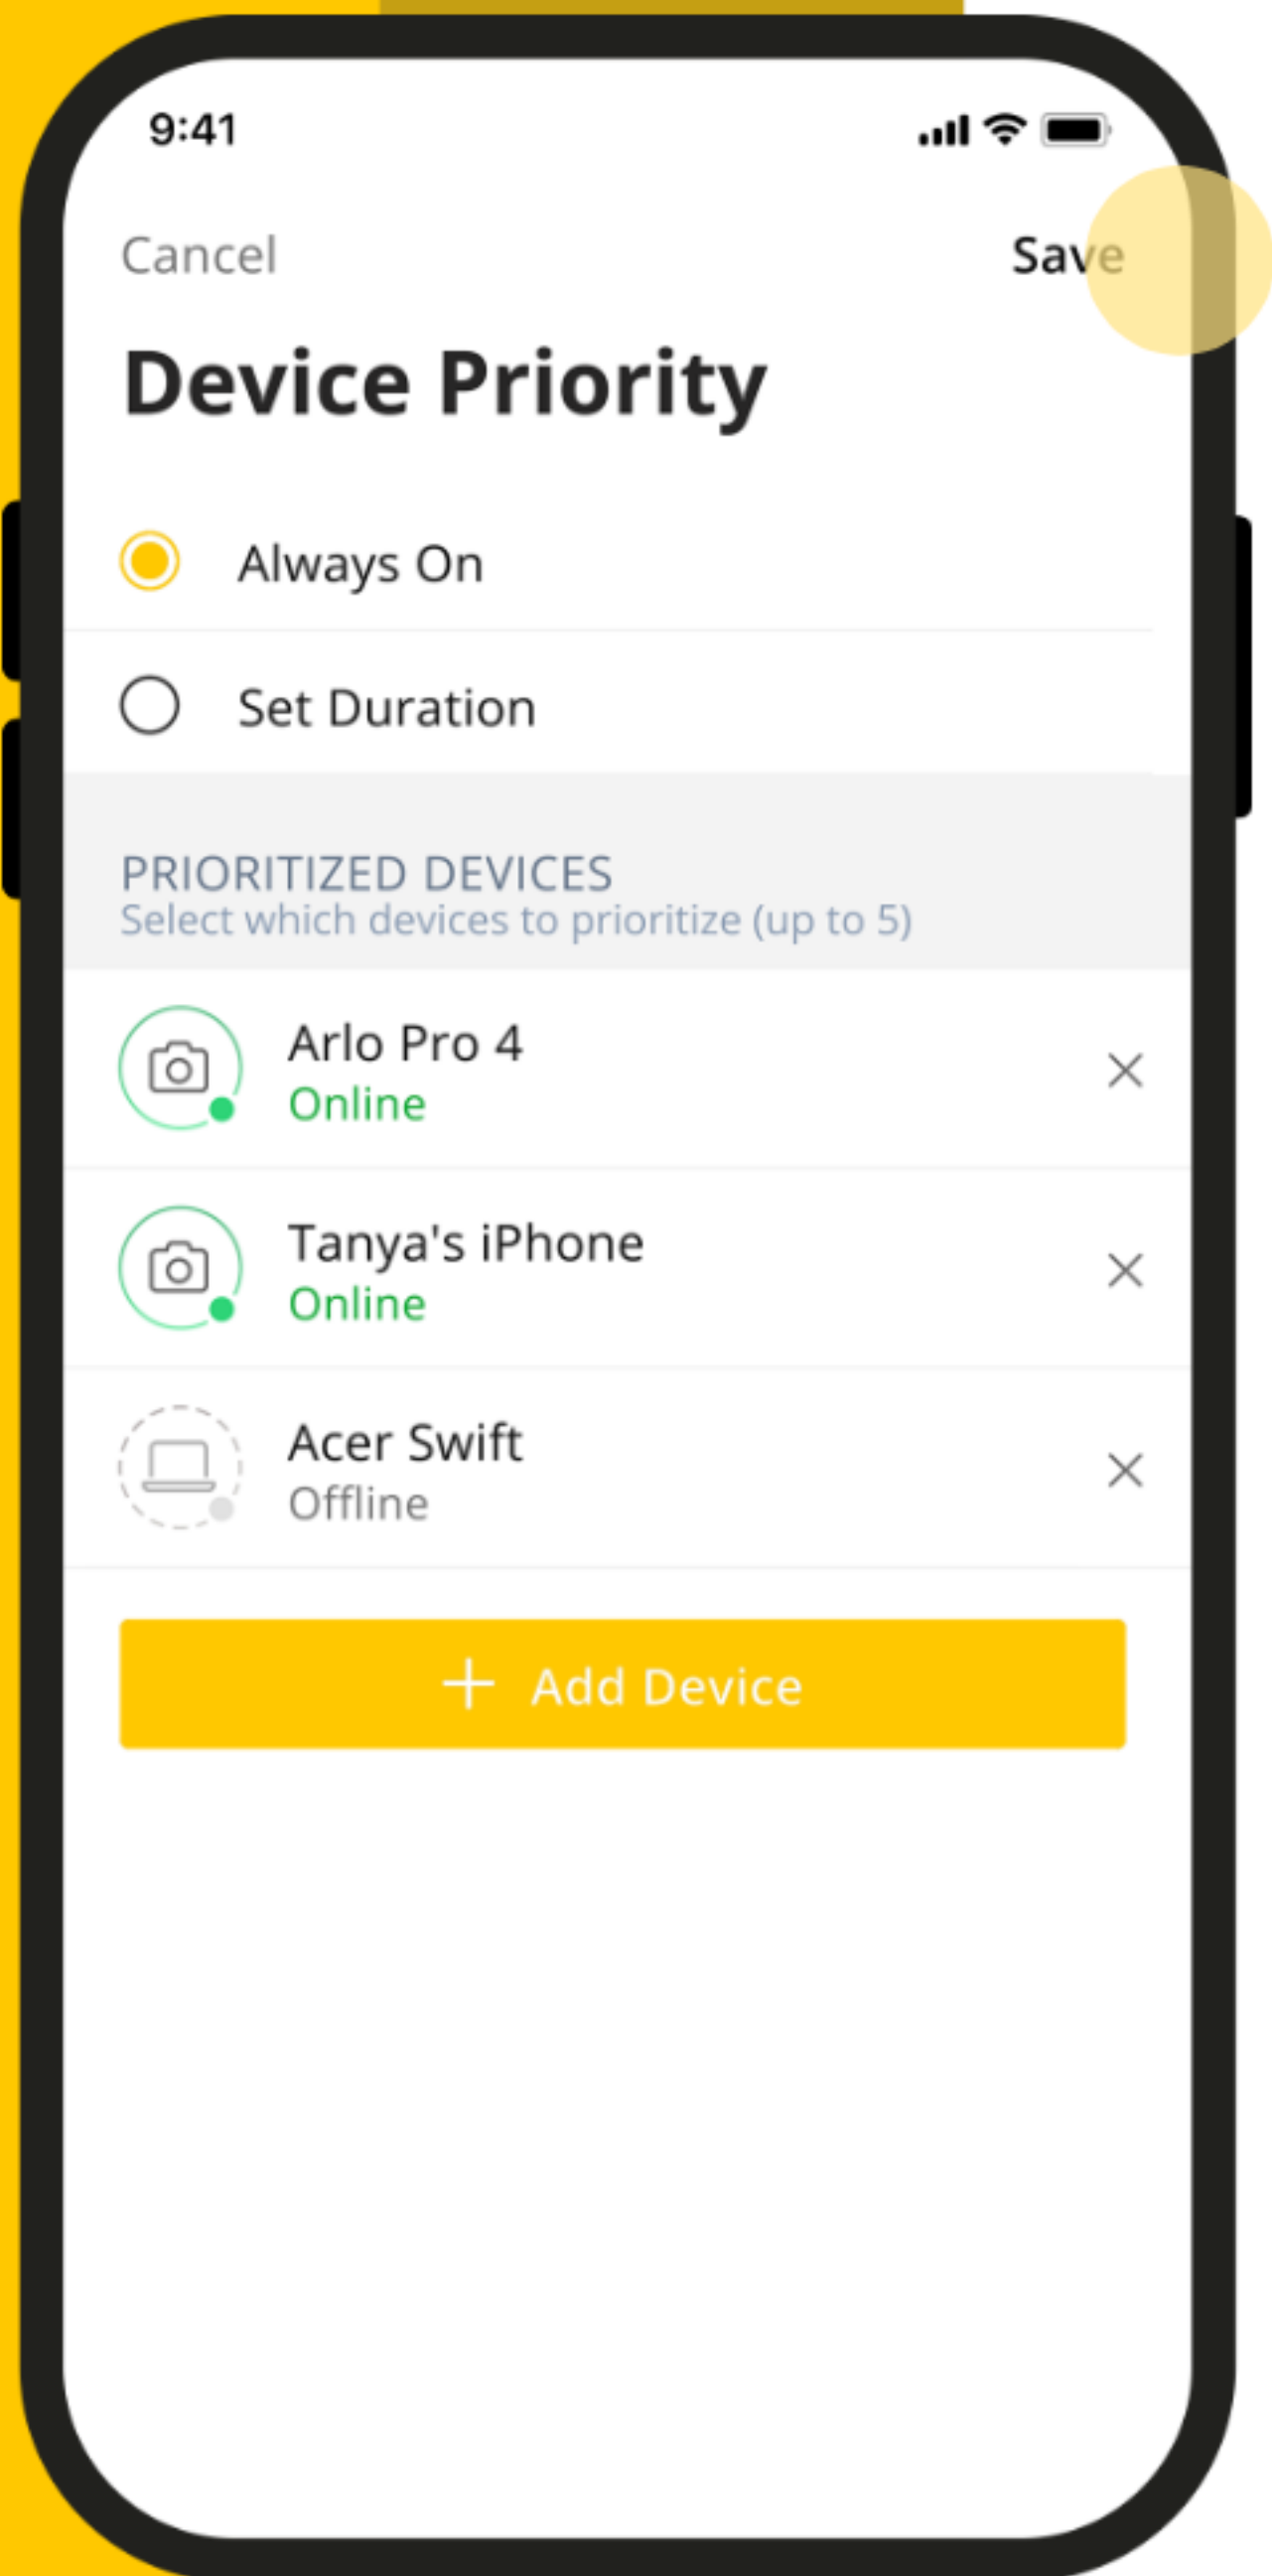 9:41
Cancel
Save
Device Priority
Always On
Set Duration
PRIORITIZED DEVICES
Select which devices to prioritize (up to 5)
Arlo Pro 4
Online
Tanya's iPhone
Online
Acer Swift
Offline
Add Device